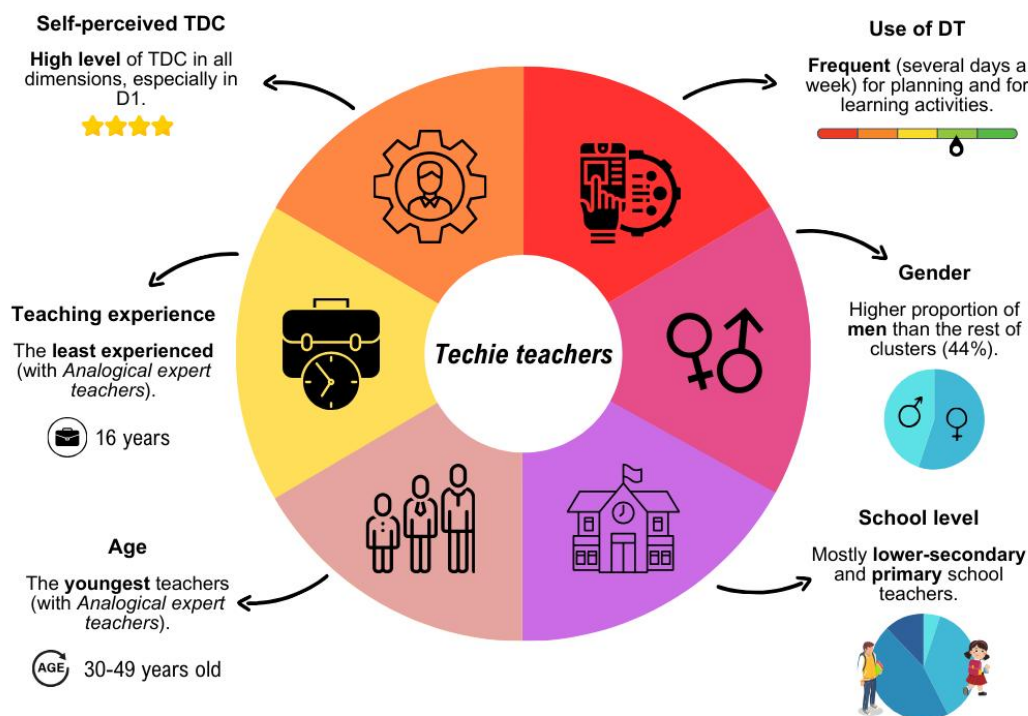 Self-perceived TDC
High level of TDC in all
dimensions, especially in
D1.
Use of DT
Frequent (several days a
week) for planning and for
learning activities.
Teaching experience
The least experienced
(with Analogical expert
teachers).
16 years
Techie teachers
Gender
Higher proportion of
men than the rest of
clusters (44%).
Age
The youngest teachers
(with Analogical expert
teachers).
AGE
30-49 years old
School level
Mostly lower-secondary
and primary school
teachers.